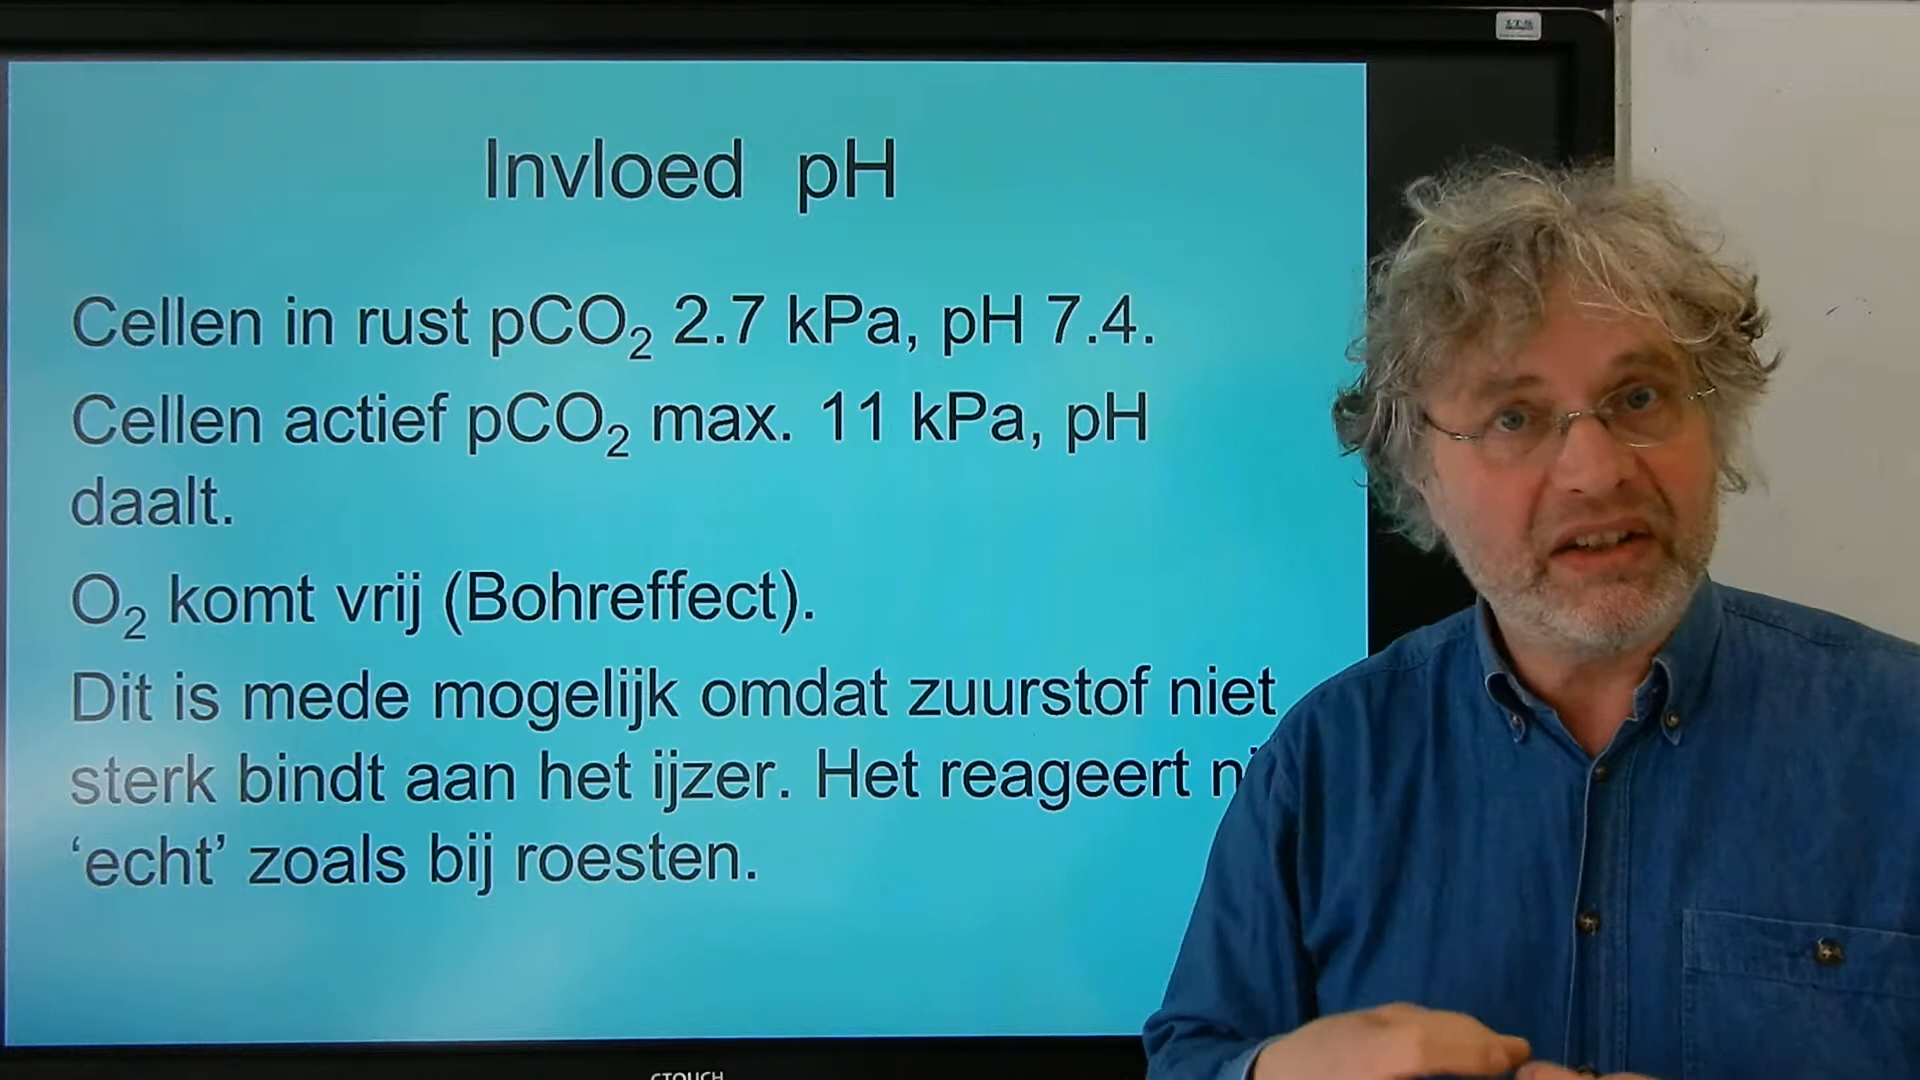 Invloed pH
Cellen in rust pCO₂ 2.7 kPa, pH 7.4.
Cellen actief pCO₂ max. 11 kPa, pH
daalt.
O₂ komt vrij (Bohreffect).
Dit is mede mogelijk omdat zuurstof niet
sterk bindt aan het ijzer. Het reageert
‘echt’ zoals bij roesten.
CTOUCH